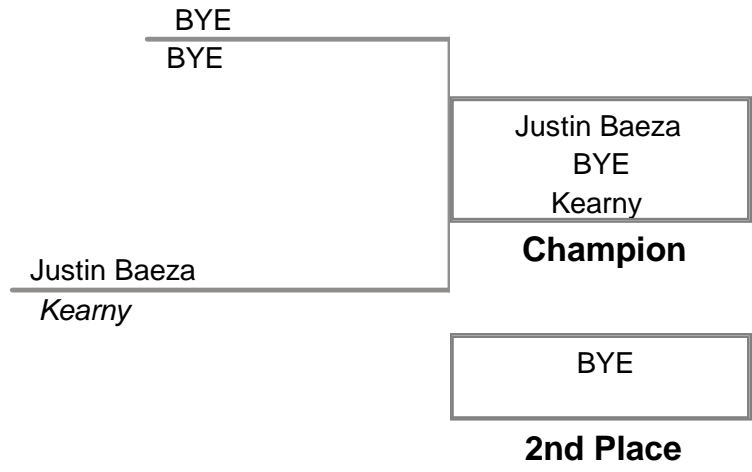 BYE
BYE
Justin Baeza
BYE
Kearny
Champion
Justin Baeza
Kearny
BYE
2nd Place